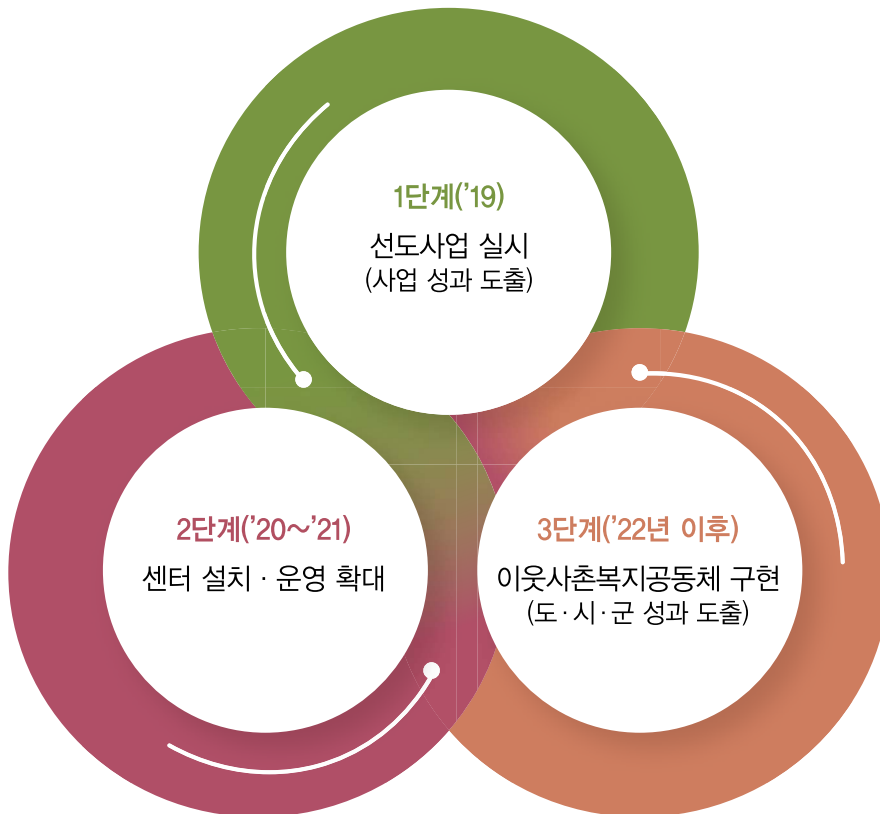 1단계(’19)
선도사업 실시
(사업 성과 도출)
2단계(’20～’21)
센터 설치 · 운영 확대
3단계(’22년 이후)
이웃사촌복지공동체 구현
(도 · 시 · 군 성과 도출)